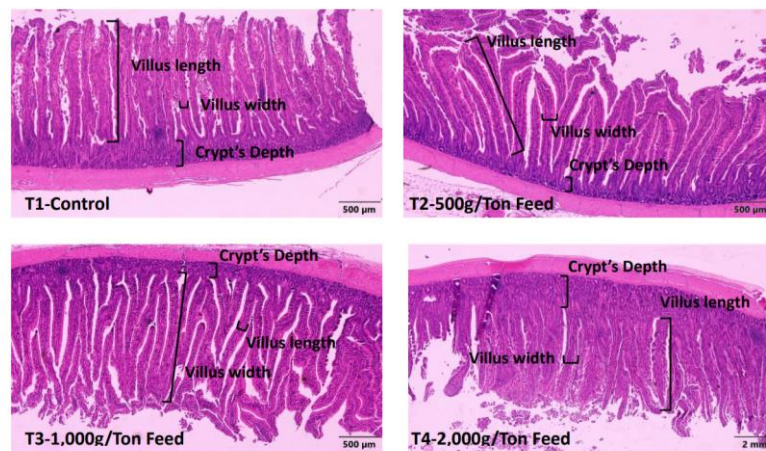 Villus length
Villus width
Crypt's Depth
T1-Control
500 µm
Villus length
Villus width
Crypt's Depth
T2-500g/Ton Feed
500 µm
Crypt's Depth
Villus length
Villus width
T3-1,000g/Ton Feed
500 µm
Crypt's Depth
Villus length
Villus width
T4-2,000g/Ton Feed
2 mm